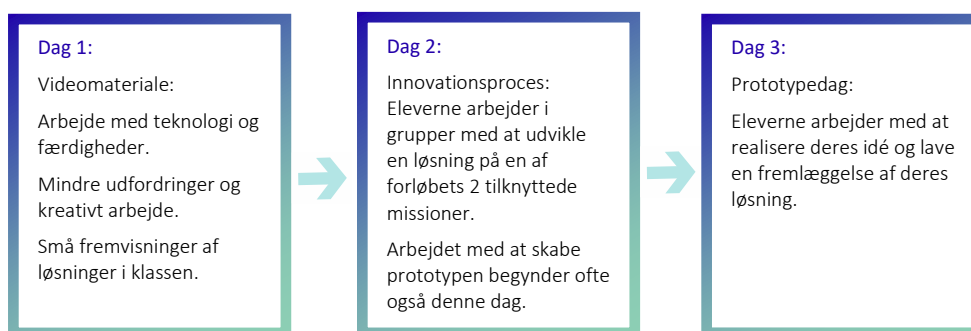 Dag 1:
Videomateriale:
Arbejde med teknologi og
færdigheder.
Mindre udfordringer og
kreativt arbejde.
Små fremvisninger af
løsninger i klassen.
Dag 2:
Innovationsproces:
Eleverne arbejder i
grupper med at udvikle
en løsning på en af
forløbets 2 tilknyttede
missioner.
Arbejdet med at skabe
prototypen begynder ofte
også denne dag.
Dag 3:
Prototypedag:
Eleverne arbejder med at
realisere deres idé og lave
en fremlæggelse af deres
løsning.